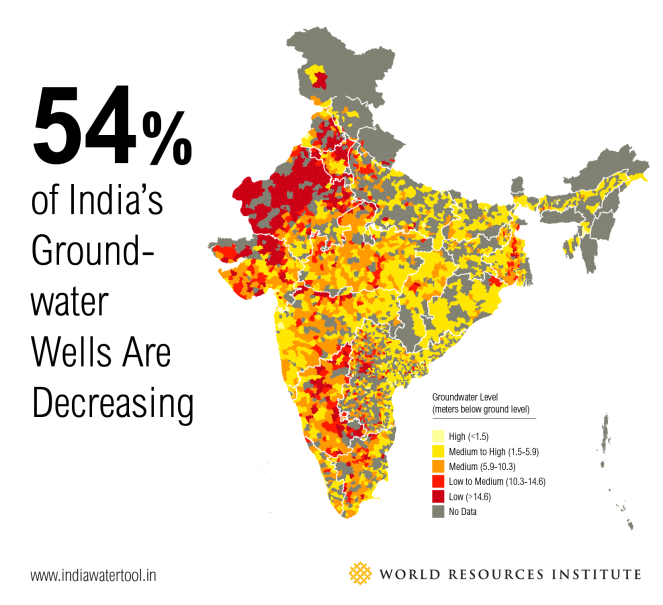 54%
of India's
Ground-
water
Wells Are
Decreasing
Groundwater Level
(meters below ground level)
High (<1.5)
Medium to High (1.5-5.9)
Medium (5.9-10.3)
Low to Medium (10.3-14.6)
Low (>14.6)
No Data
www.indiawatertool.in
WORLD RESOURCES INSTITUTE